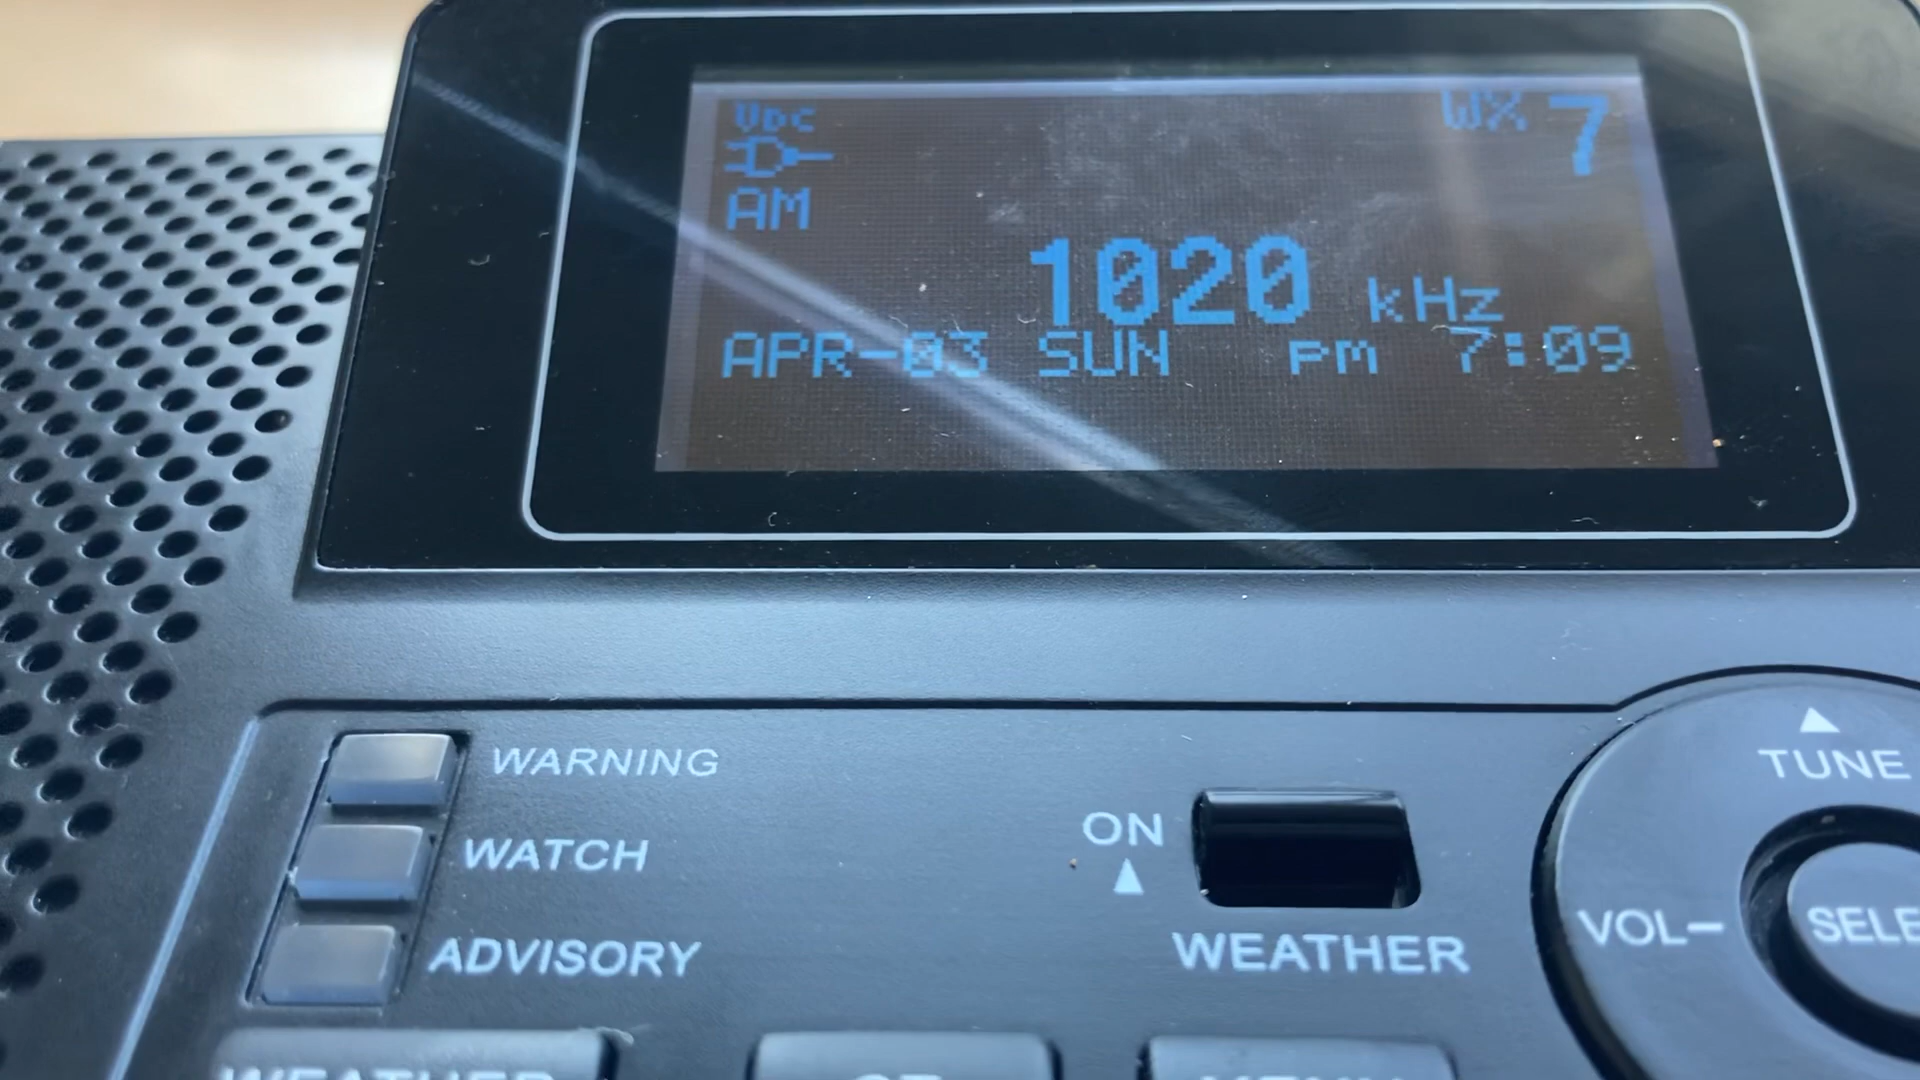 VDC
WX 7
AM
1020 kHz
APR-03 SUN pm 7:09
WARNING
TUNE
ON
WATCH
VOL-
ADVISORY
WEATHER
WEATHER